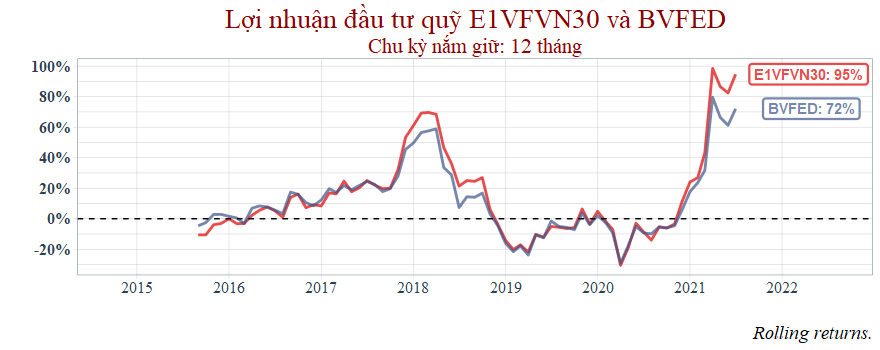 Lợi nhuận đầu tư quỹ E1VFVN30 và BVFED
Chu kỳ nắm giữ: 12 tháng
100%
80%
60%
40%
20%
0%
-20%
E1VFVN30: 95%
BVFED: 72%
2015 2016 2017 2018 2019 2020 2021 2022
Rolling returns.